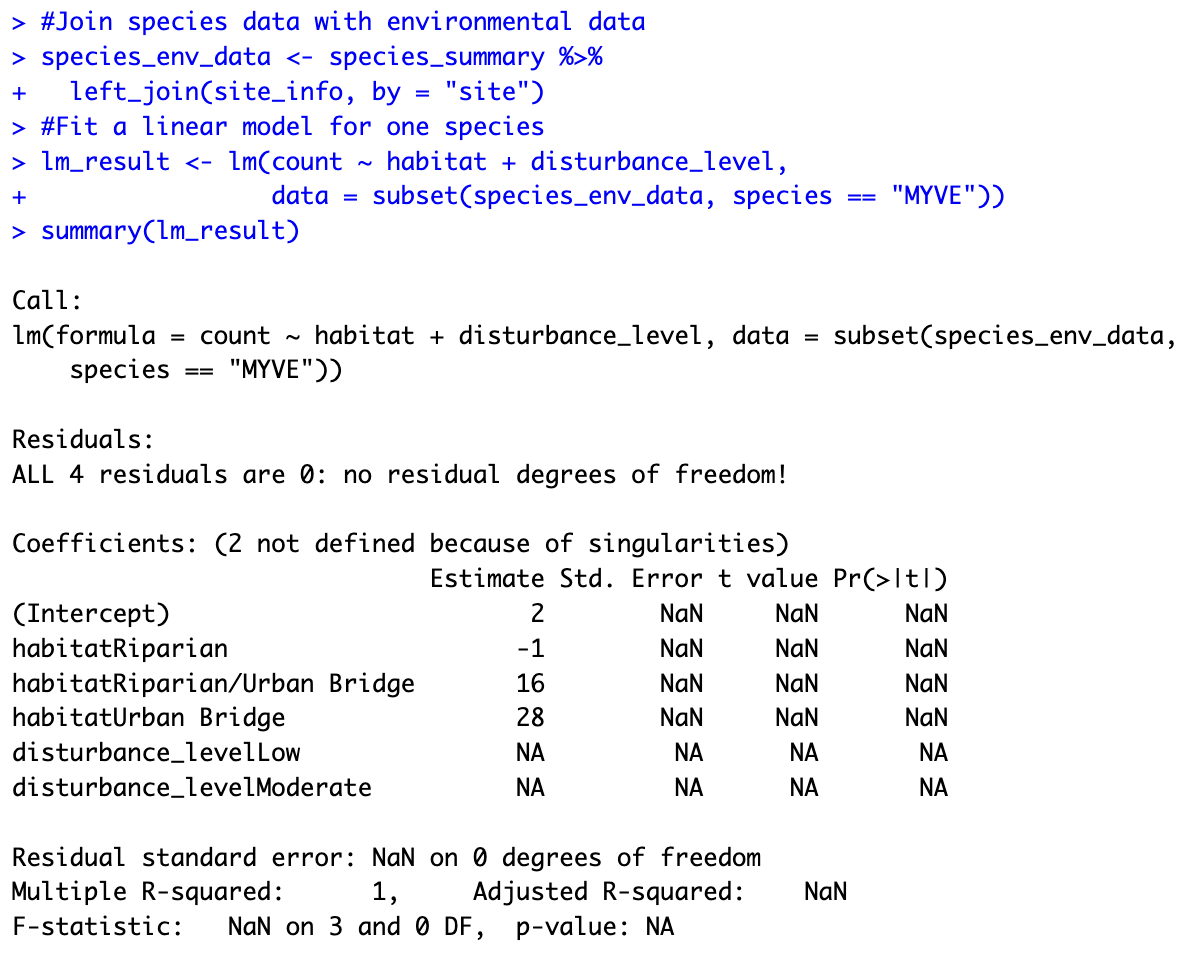 > #Join species data with environmental data
> species_env_data <- species_summary %>%
+   left_join(site_info, by = "site")
> #Fit a linear model for one species
> lm_result <- lm(count ~ habitat + disturbance_level,
+                 data = subset(species_env_data, species == "MYVE"))
> summary(lm_result)

Call:
lm(formula = count ~ habitat + disturbance_level, data = subset(species_env_data, 
    species == "MYVE"))

Residuals:
ALL 4 residuals are 0: no residual degrees of freedom!

Coefficients: (2 not defined because of singularities)
                             Estimate Std. Error t value Pr(>|t|)
(Intercept)                         2        NaN     NaN      NaN
habitatRiparian                    -1        NaN     NaN      NaN
habitatRiparian/Urban Bridge       16        NaN     NaN      NaN
habitatUrban Bridge                28        NaN     NaN      NaN
disturbance_levelLow               NA         NA      NA       NA
disturbance_levelModerate          NA         NA      NA       NA

Residual standard error: NaN on 0 degrees of freedom
Multiple R-squared:      1,	Adjusted R-squared:    NaN
F-statistic:   NaN on 3 and 0 DF,  p-value: NA